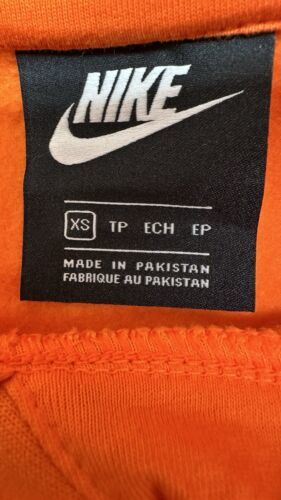 NIKE
XS TP ECH EP
MADE IN PAKISTAN
FABRIQUE AU PAKISTAN